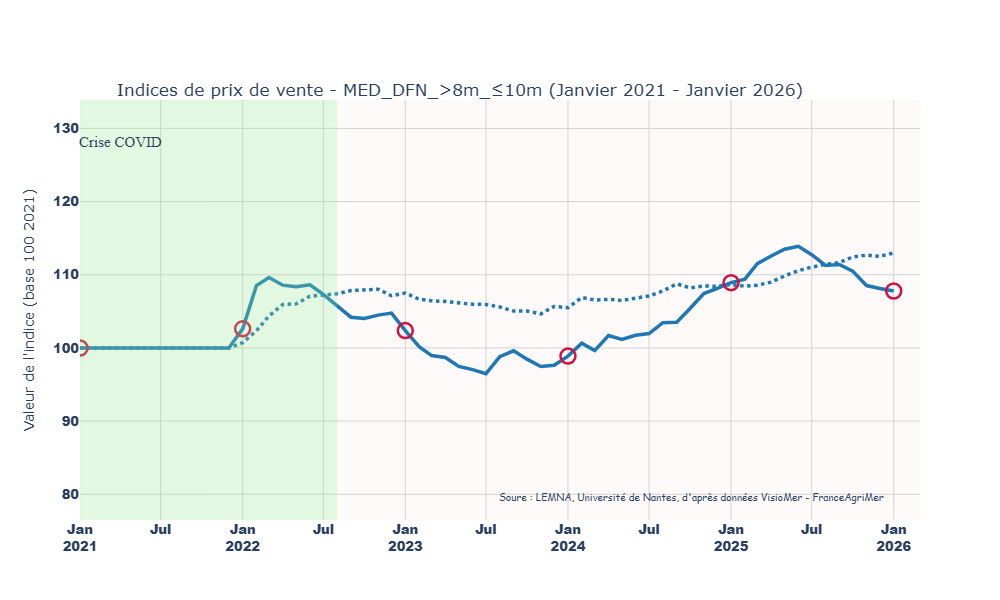 Indices de prix de vente - MED_DFN_>8m_≤10m (Janvier 2021 - Janvier 2026)
Valeur de l'indice (base 100 2021)
130
120
110
100
90
80
Crise COVID
Soure : LEMNA, Université de Nantes, d'après données VisioMer - FranceAgriMer
Jan
2021
Jul
Jan
2022
Jul
Jan
2023
Jul
Jan
2024
Jul
Jan
2025
Jul
Jan
2026